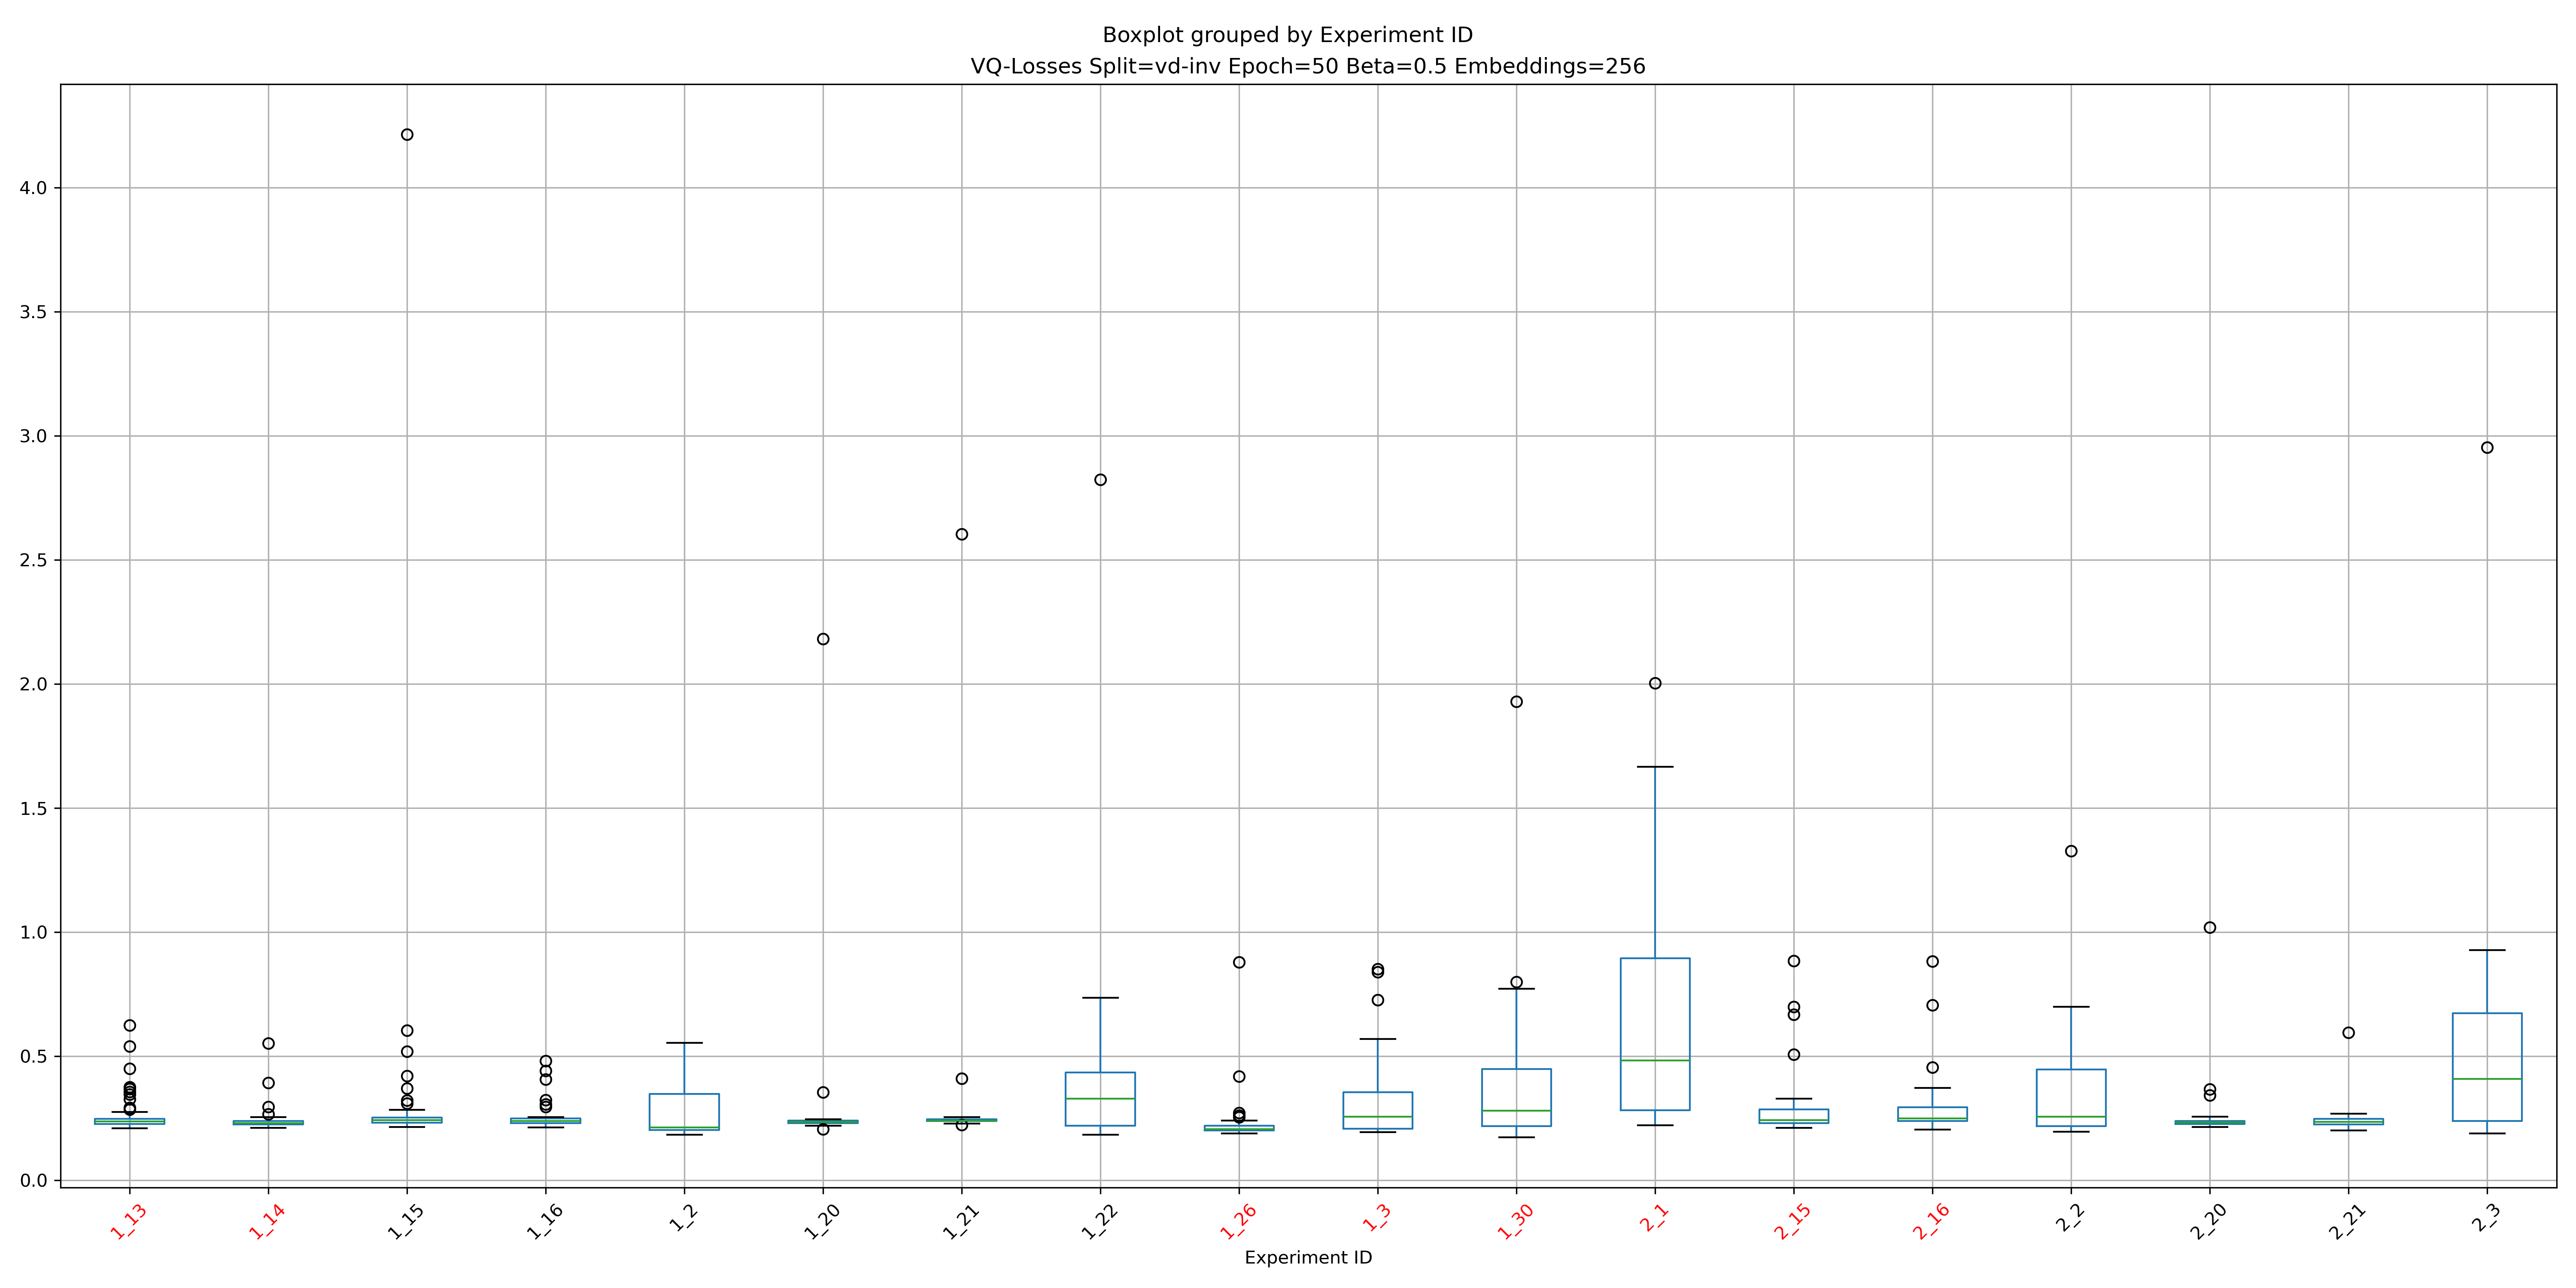 Boxplot grouped by Experiment ID
VQ-Losses Split=vd-inv Epoch=50 Beta=0.5 Embeddings=256
4.0
3.5
3.0
2.5
2.0
1.5
1.0
0.5
0.0
1_13 1_14 1_15 1_16 1_2 1_20 1_21 1_22 1_26 1_3 1_30 2_1 2_15 2_16 2_2 2_20 2_21 2_3
Experiment ID